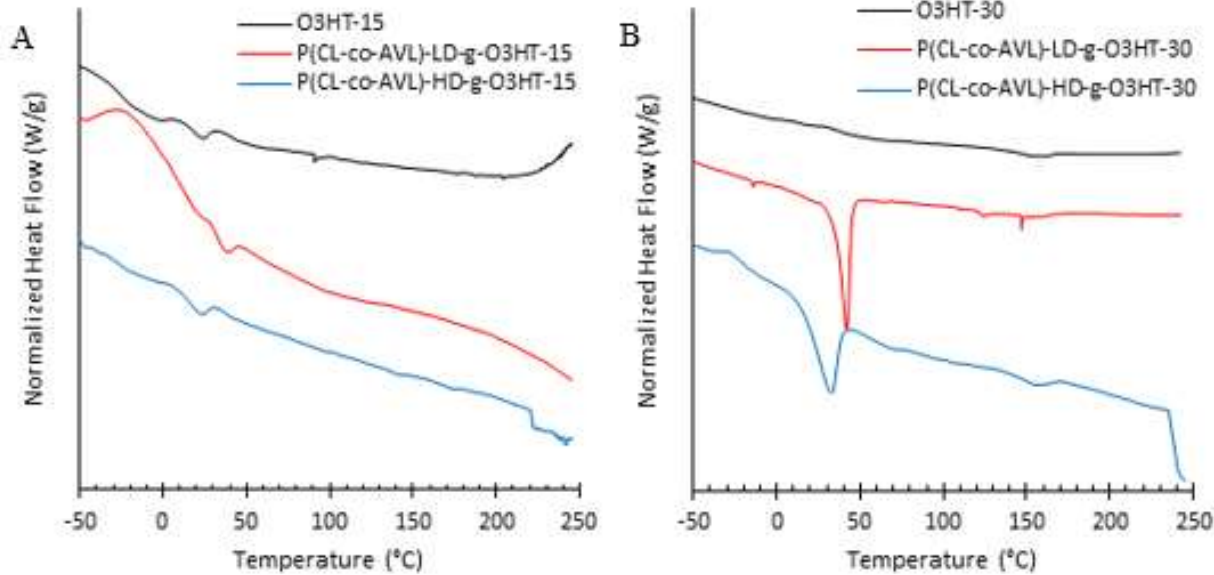 A
O3HT-15
P(CL-co-AVL)-LD-g-O3HT-15
P(CL-co-AVL)-HD-g-O3HT-15
Normalized Heat Flow (W/g)
-50 0 50 100 150 200 250
Temperature (°C)
B
O3HT-30
P(CL-co-AVL)-LD-g-O3HT-30
P(CL-co-AVL)-HD-g-O3HT-30
Normalized Heat Flow (W/g)
-50 0 50 100 150 200 250
Temperature (°C)